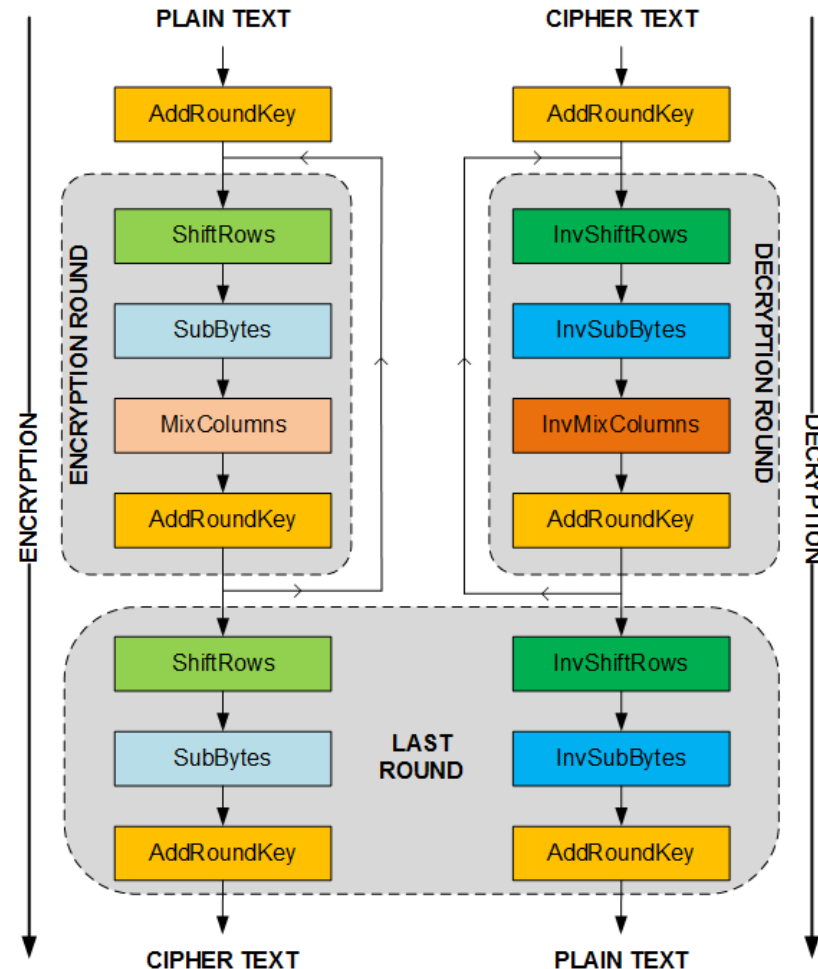 PLAIN TEXT
AddRoundKey
ENCRYPTION ROUND
ShiftRows
SubBytes
MixColumns
AddRoundKey
ENCRYPTION
CIPHER TEXT
AddRoundKey
InvShiftRows
InvSubBytes
InvMixColumns
AddRoundKey
DECRYPTION ROUND
DECRYPTION
ShiftRows
SubBytes
AddRoundKey
LAST
ROUND
InvShiftRows
InvSubBytes
AddRoundKey
CIPHER TEXT
PLAIN TEXT